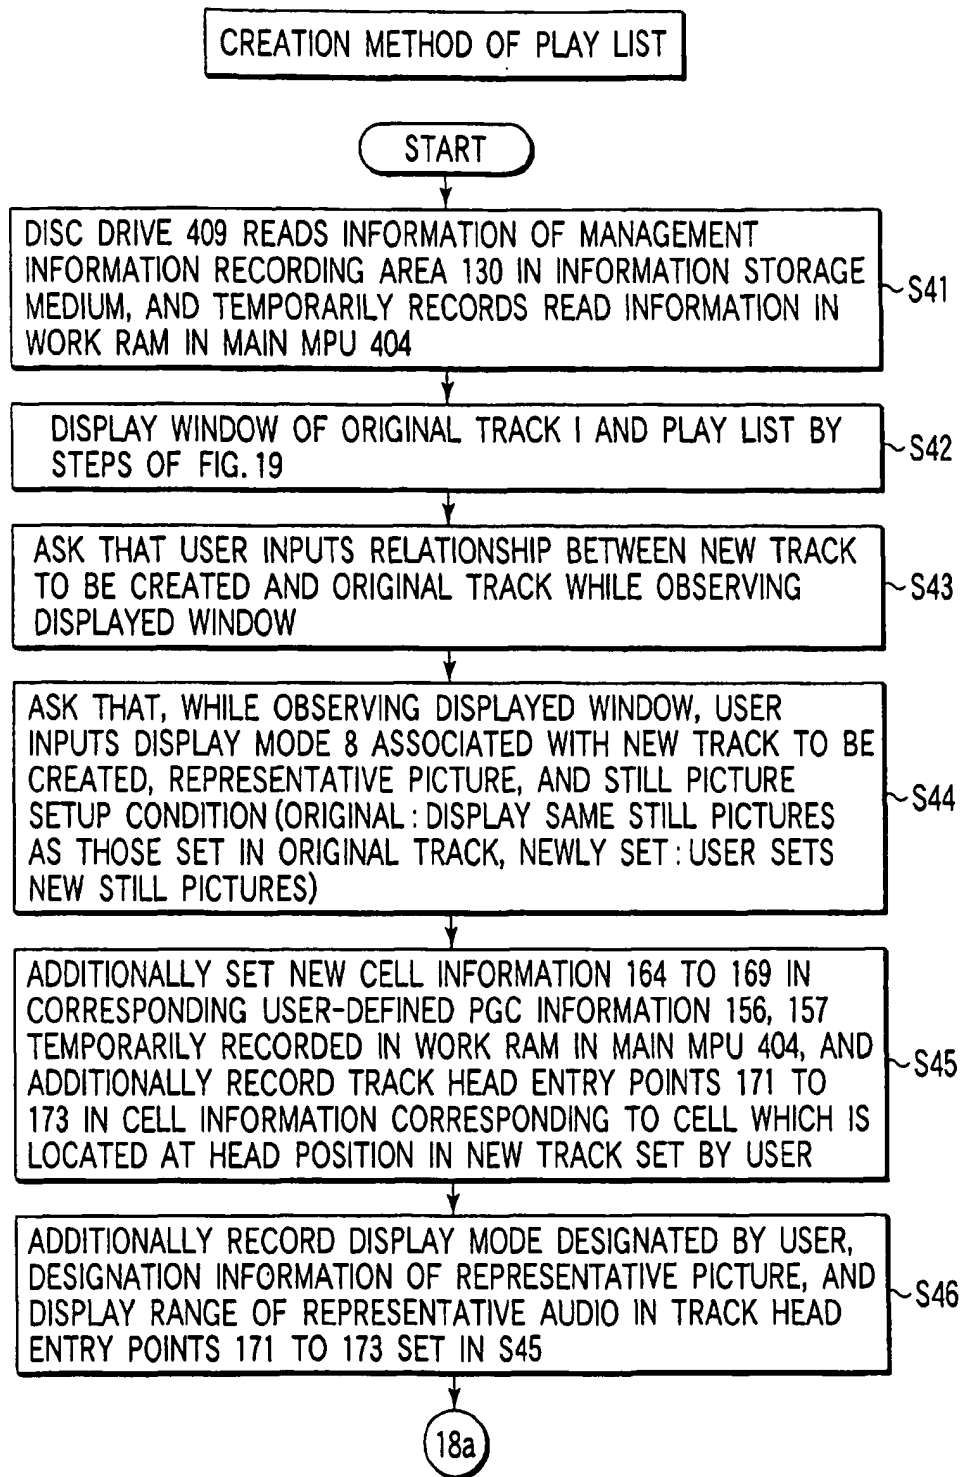 CREATION METHOD OF PLAY LIST
START
DISC DRIVE 409 READS INFORMATION OF MANAGEMENT
INFORMATION RECORDING AREA 130 IN INFORMATION STORAGE
MEDIUM, AND TEMPORARILY RECORDS READ INFORMATION IN
WORK RAM IN MAIN MPU 404
S41
DISPLAY WINDOW OF ORIGINAL TRACK I AND PLAY LIST BY
STEPS OF FIG. 19
S42
ASK THAT USER INPUTS RELATIONSHIP BETWEEN NEW TRACK
TO BE CREATED AND ORIGINAL TRACK WHILE OBSERVING
DISPLAYED WINDOW
S43
ASK THAT, WHILE OBSERVING DISPLAYED WINDOW, USER
INPUTS DISPLAY MODE 8 ASSOCIATED WITH NEW TRACK TO BE
CREATED, REPRESENTATIVE PICTURE, AND STILL PICTURE
SETUP CONDITION (ORIGINAL : DISPLAY SAME STILL PICTURES
AS THOSE SET IN ORIGINAL TRACK, NEWLY SET : USER SETS
NEW STILL PICTURES)
S44
ADDITIONALLY SET NEW CELL INFORMATION 164 TO 169 IN
CORRESPONDING USER-DEFINED PGC INFORMATION 156, 157
TEMPORARILY RECORDED IN WORK RAM IN MAIN MPU 404, AND
ADDITIONALLY RECORD TRACK HEAD ENTRY POINTS 171 TO
173 IN CELL INFORMATION CORRESPONDING TO CELL WHICH IS
LOCATED AT HEAD POSITION IN NEW TRACK SET BY USER
S45
ADDITIONALLY RECORD DISPLAY MODE DESIGNATED BY USER,
DESIGNATION INFORMATION OF REPRESENTATIVE PICTURE, AND
DISPLAY RANGE OF REPRESENTATIVE AUDIO IN TRACK HEAD
ENTRY POINTS 171 TO 173 SET IN S45
S46
18a